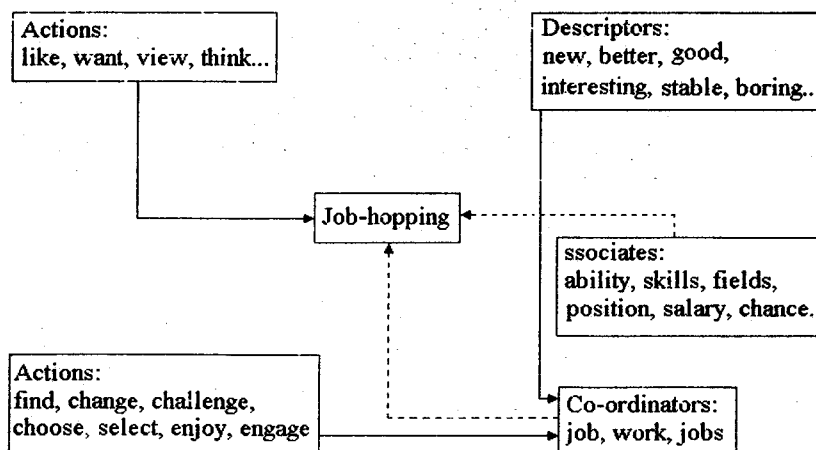 Actions:
like, want, view, think...
Descriptors:
new, better, good,
interesting, stable, boring..
Job-hopping
ssociates:
ability, skills, fields,
position, salary, chance.
Actions:
find, change, challenge,
choose, select, enjoy, engage
Co-ordinators:
job, work, jobs